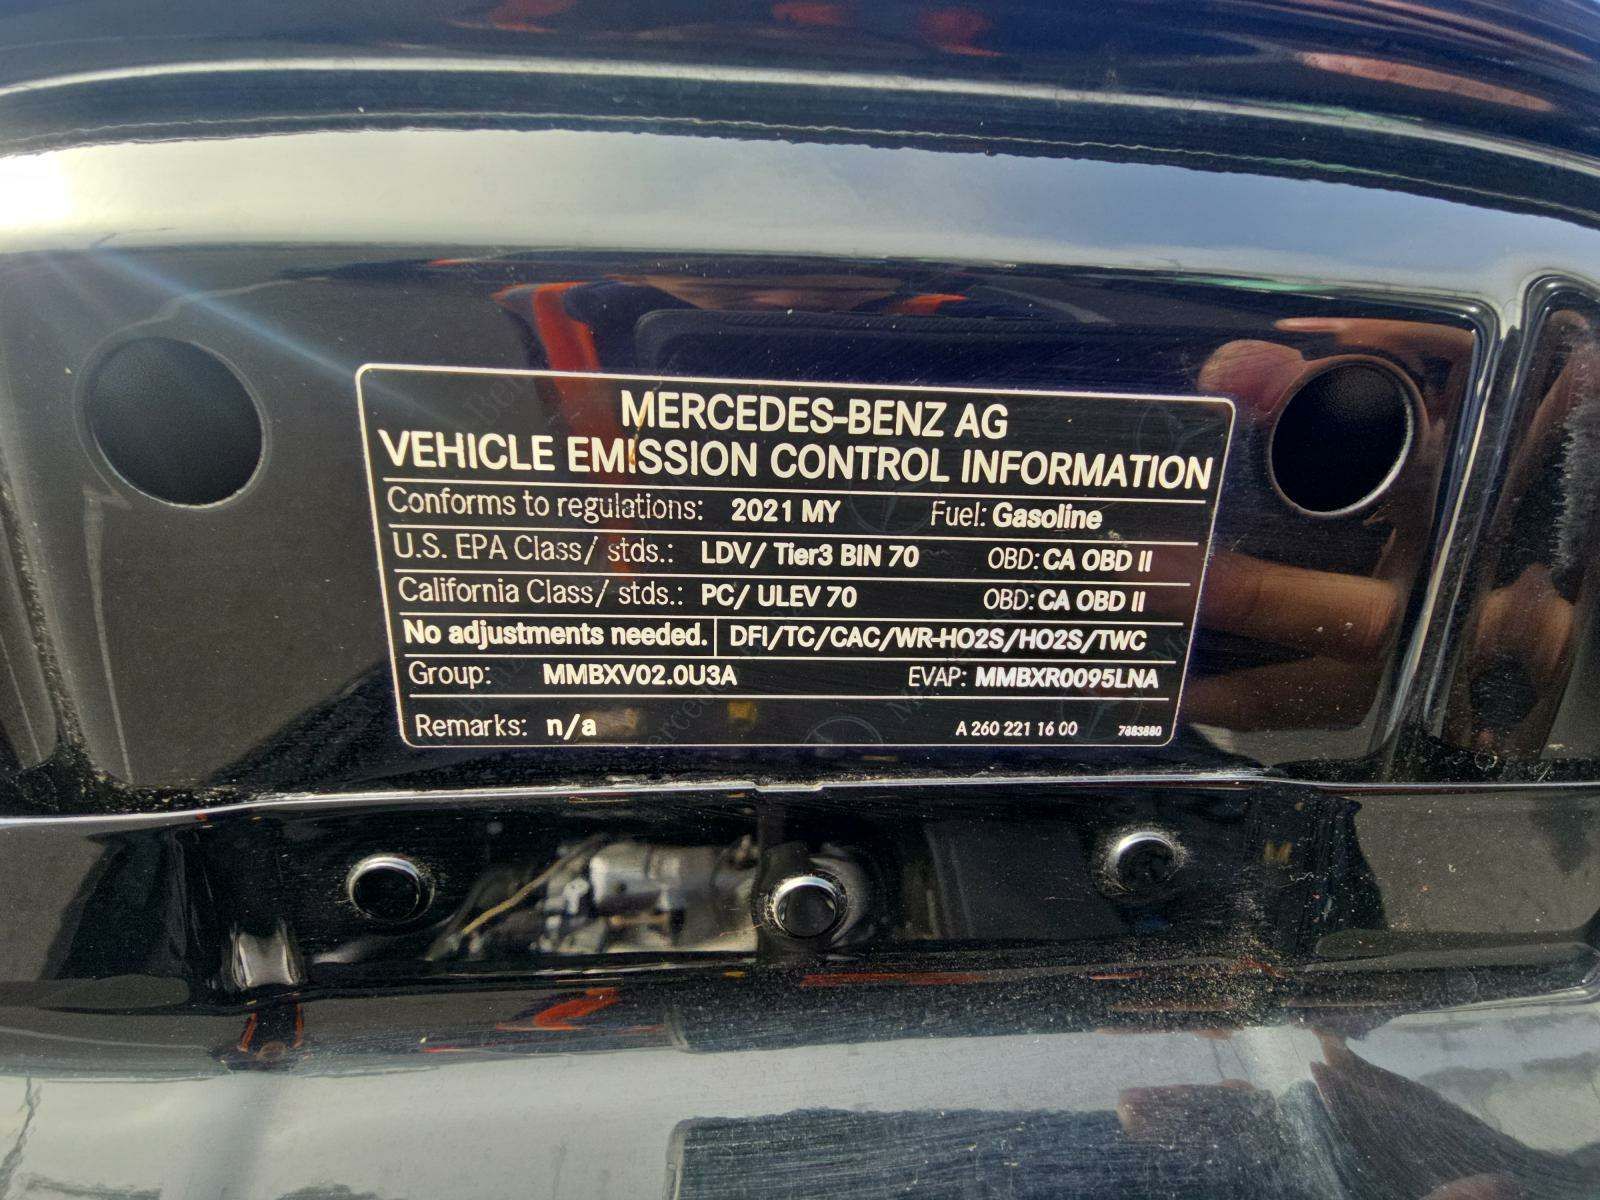 MERCEDES-BENZ AG
VEHICLE EMISSION CONTROL INFORMATION
Conforms to regulations: 2021 MY Fuel: Gasoline
U.S. EPA Class/ stds.: LDV/ Tier3 BIN 70 OBD: CA OBD II
California Class/ stds.: PC/ ULEV 70 OBD: CA OBD II
No adjustments needed. DFI/TC/CAC/WR-HO2S/HO2S/TWC
Group: MMBXV02.0U3A EVAP: MMBXR0095LNA
Remarks: n/a A 260 221 16 00 7883880